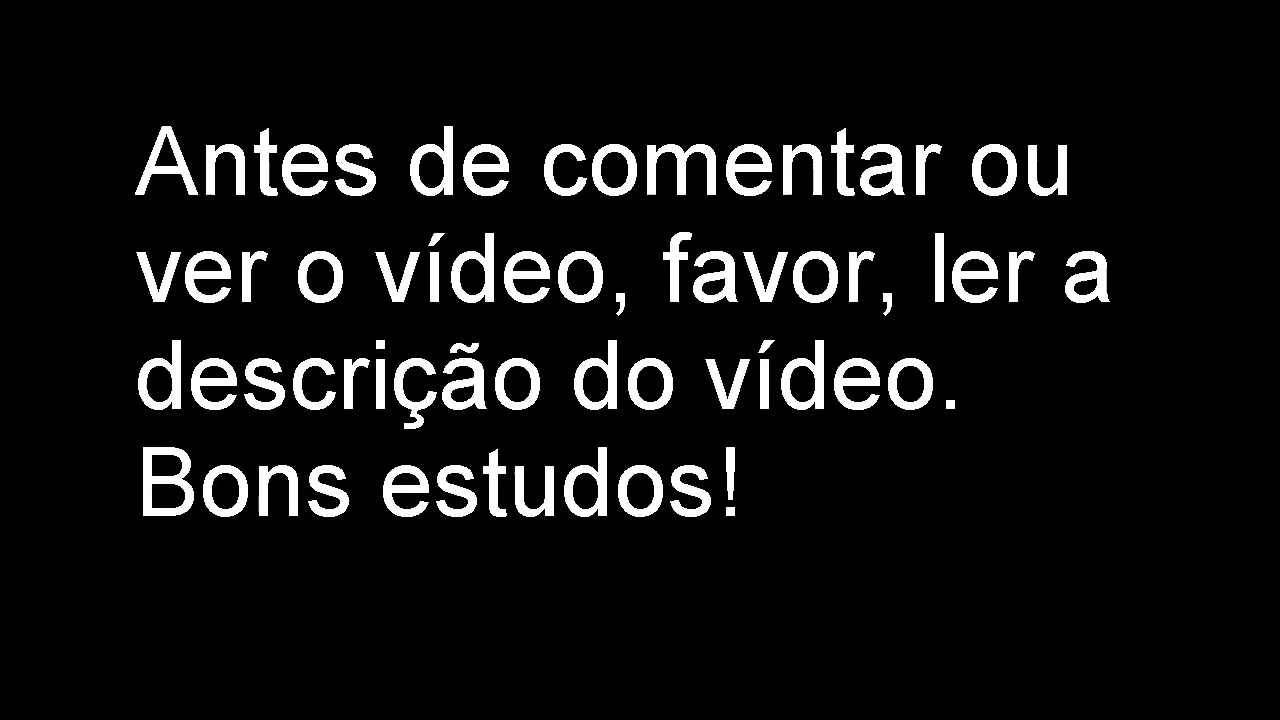 Antes de comentar ou
ver o vídeo, favor, ler a
descrição do vídeo.
Bons estudos!